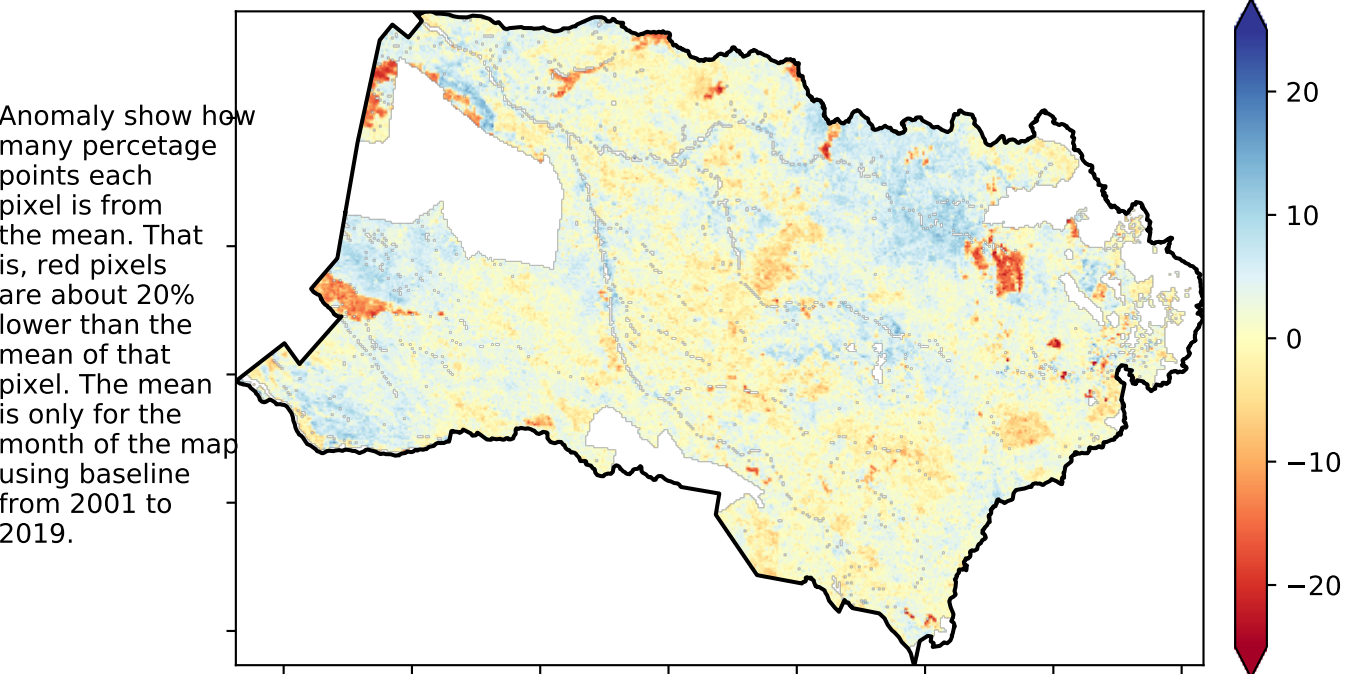 Anomaly show how
many percetage
points each
pixel is from
the mean. That
is, red pixels
are about 20%
lower than the
mean of that
pixel. The mean
is only for the
month of the map
using baseline
from 2001 to
2019.
20
10
0
−10
−20